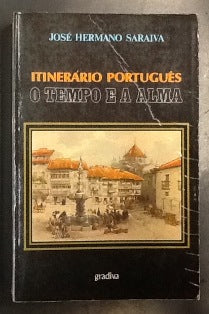 JOSÉ HERMANO SARAIVA
ITINERÁRIO PORTUGUÊS
O TEMPO E A ALMA
gradiva